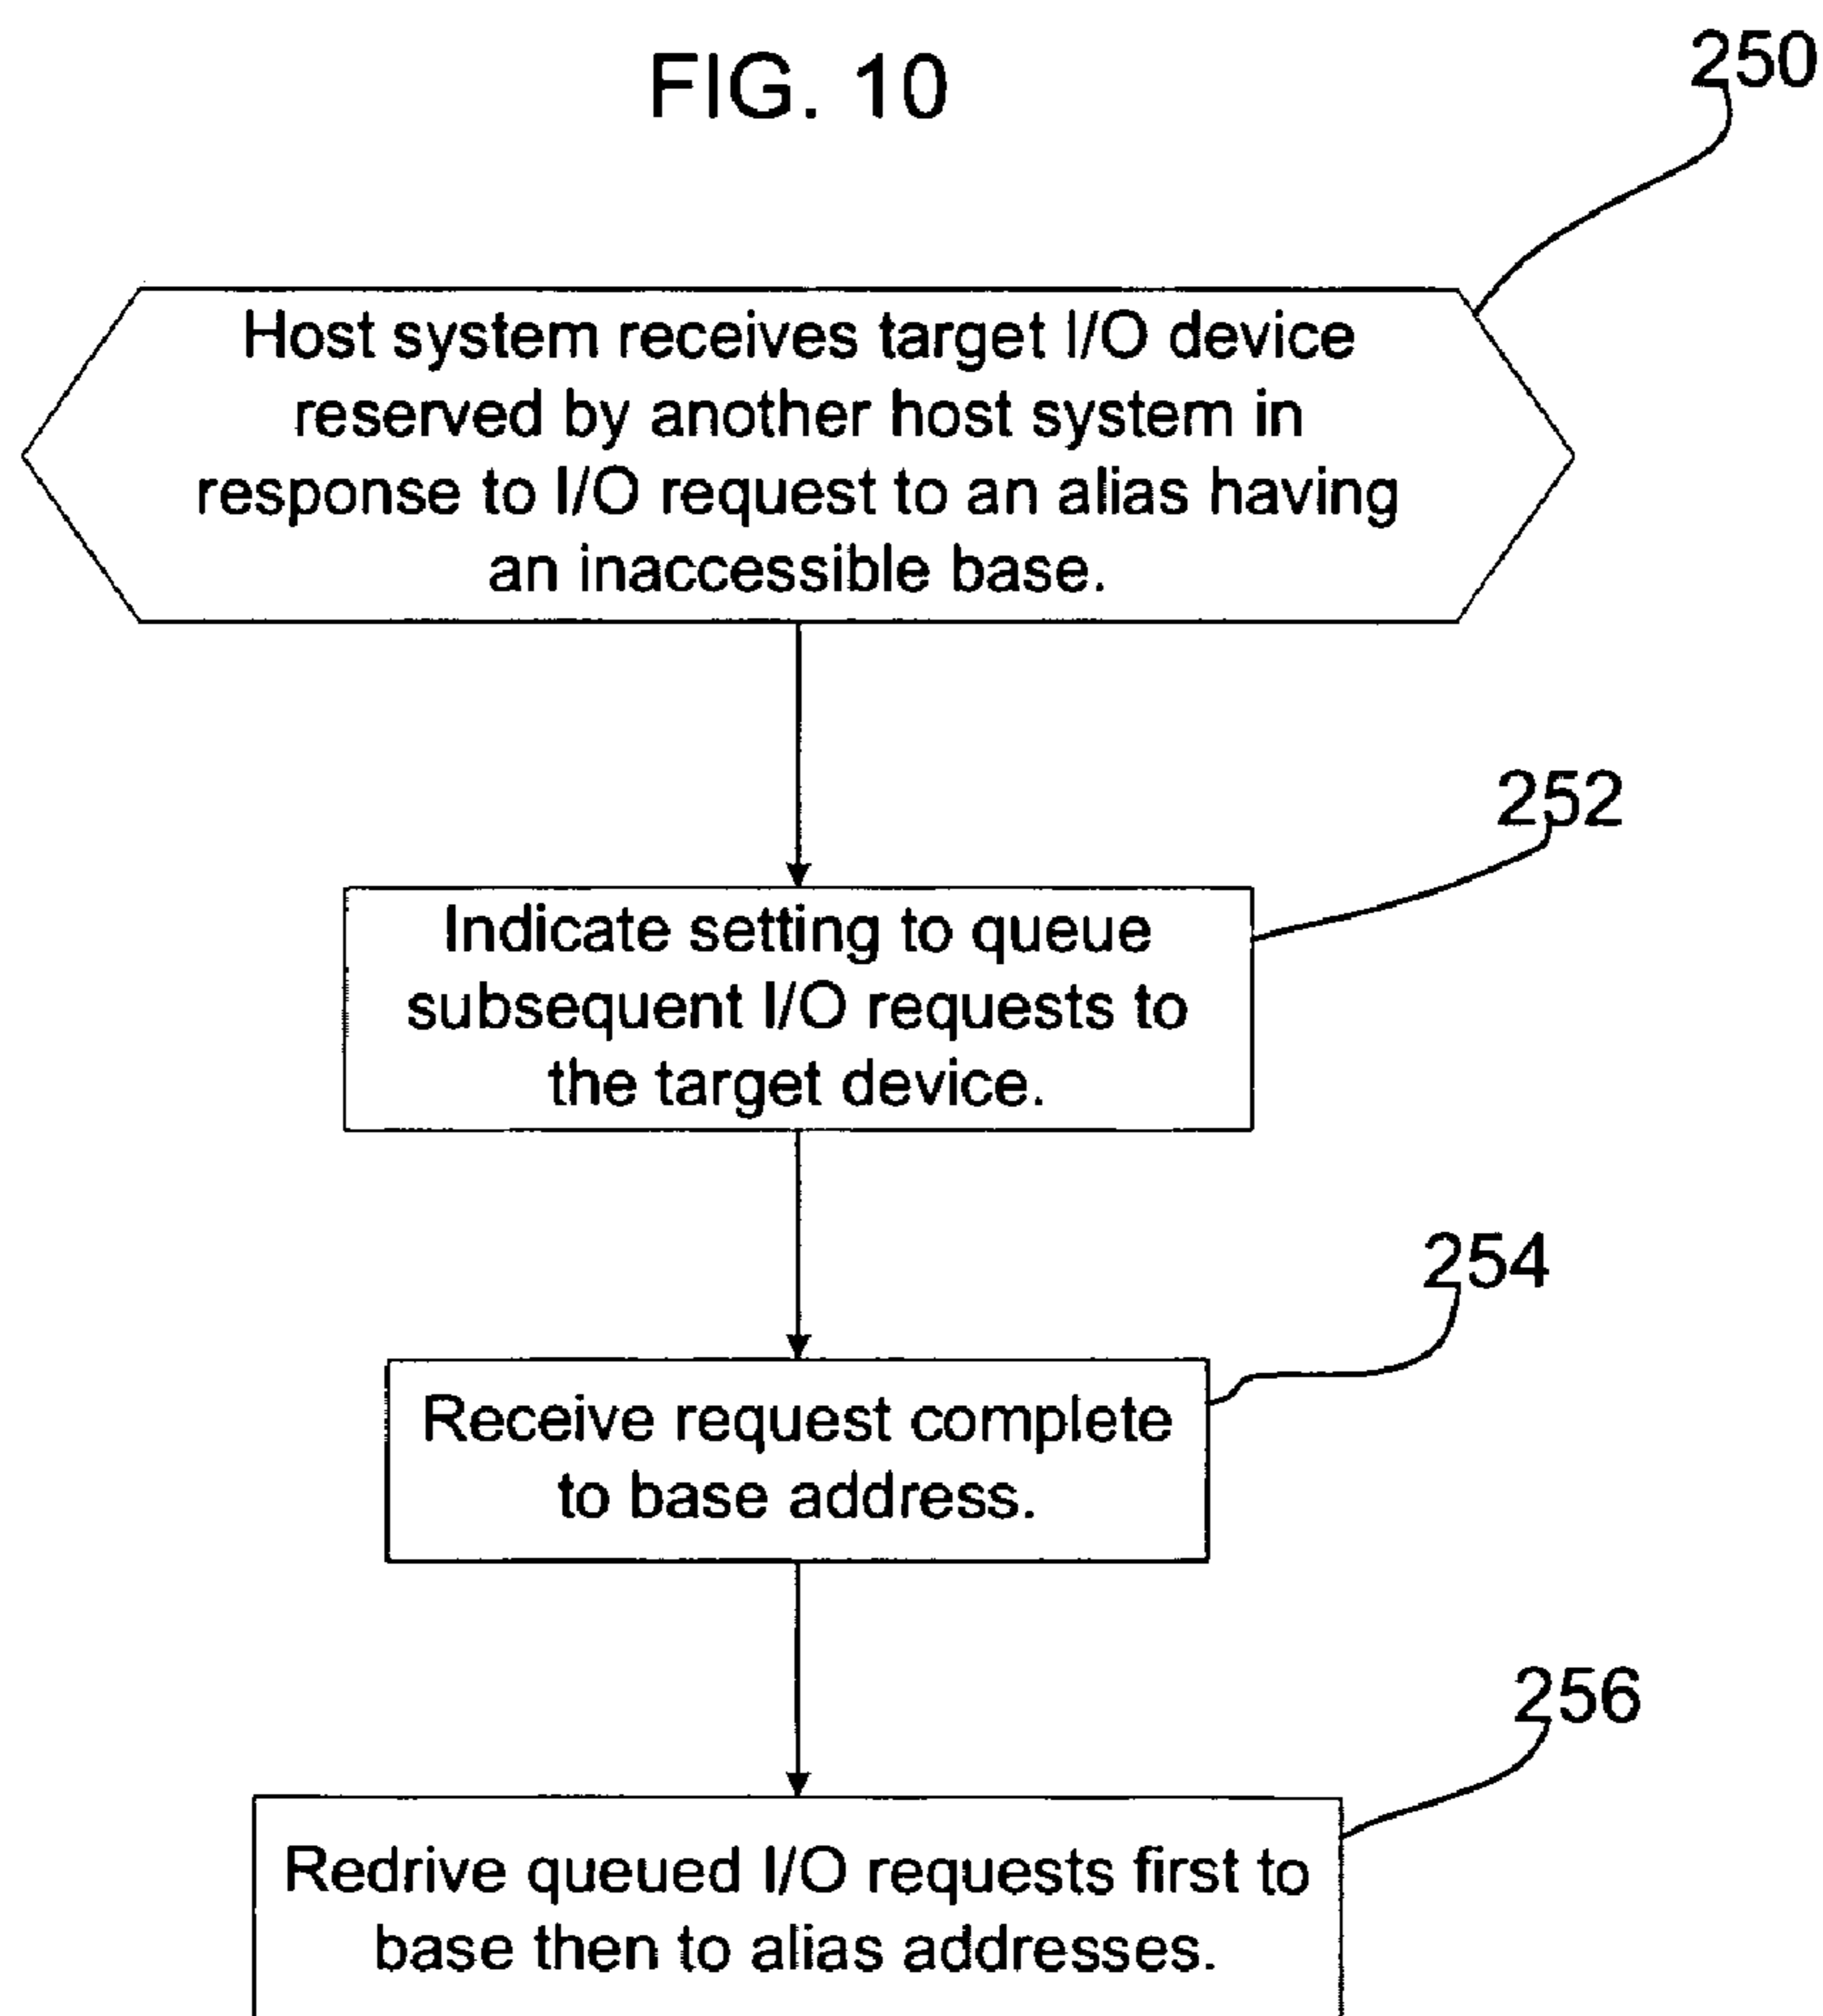 FIG. 10
250
Host system receives target I/O device
reserved by another host system in
response to I/O request to an alias having
an inaccessible base.
252
Indicate setting to queue
subsequent I/O requests to
the target device.
254
Receive request complete
to base address.
256
Redrive queued I/O requests first to
base then to alias addresses.